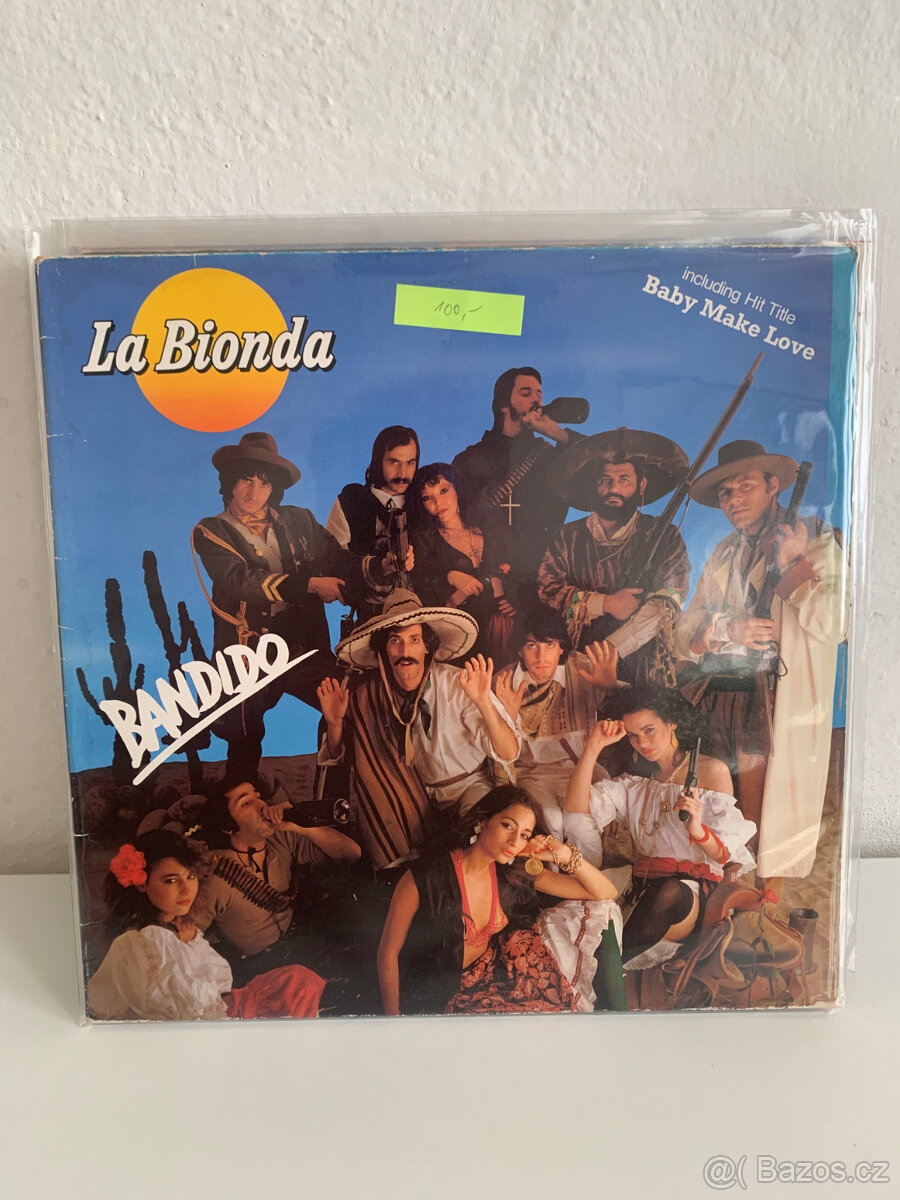 La Bionda
100,-
including Hit Title
Baby Make Love
BANDIDO
@( Bazos.cz